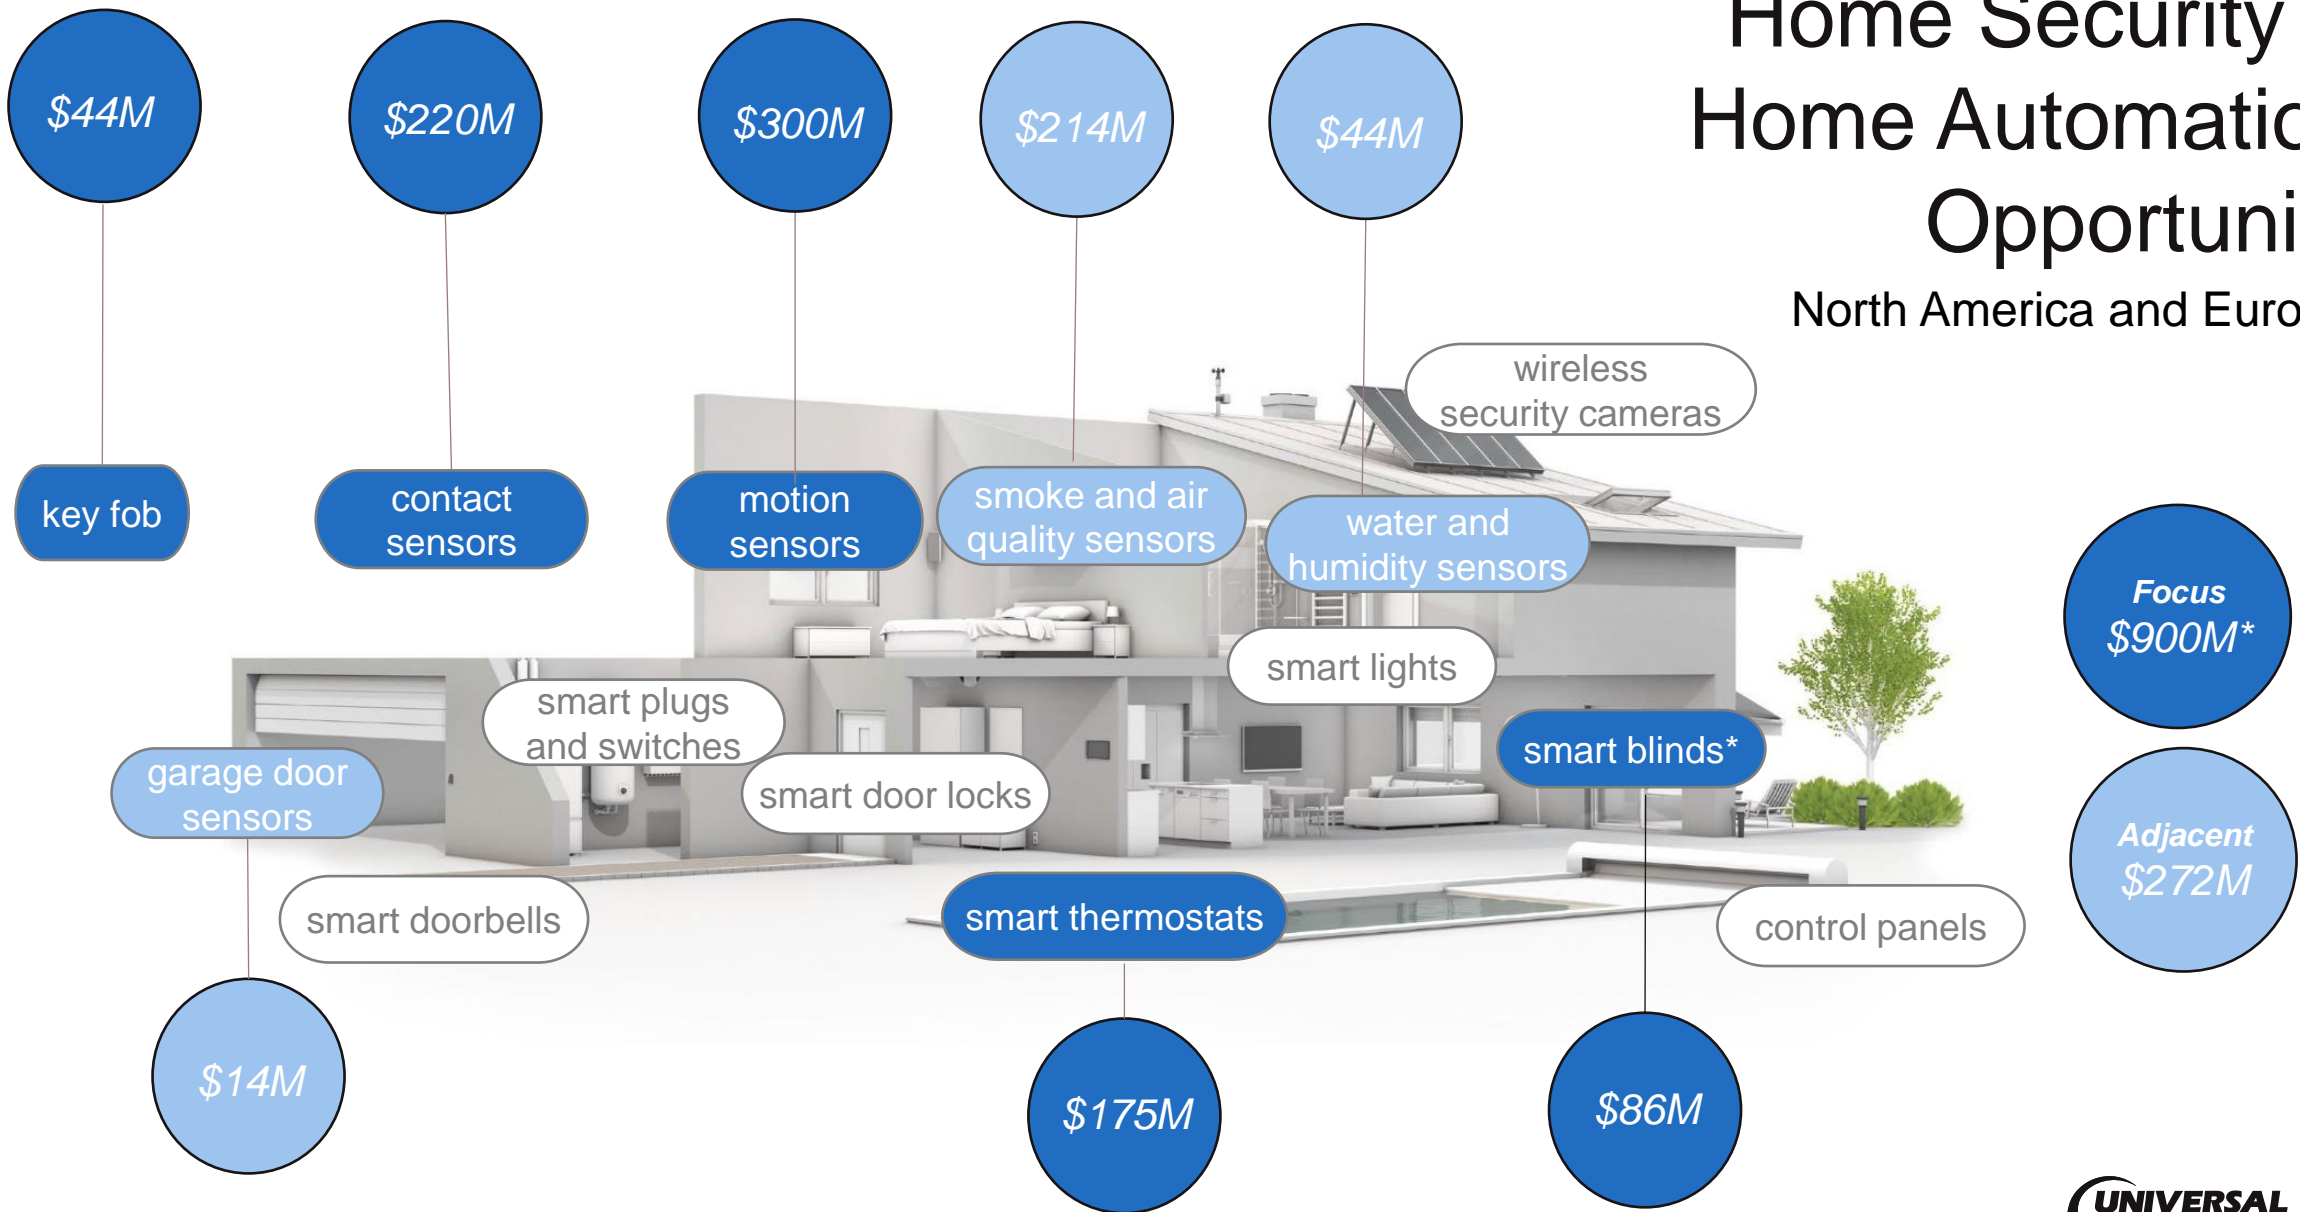 Home Security
Home Automatic
Opportuni
North America and Euro
$44M
$220M
$300M
$214M
$44M
wireless
security cameras
key fob
contact
sensors
motion
sensors
smoke and air
quality sensors
water and
humidity sensors
Focus
$900M*
smart lights
smart plugs
and switches
smart blinds*
garage door
sensors
smart door locks
Adjacent
$272M
smart doorbells
smart thermostats
control panels
$14M
$175M
$86M
UNIVERSAL